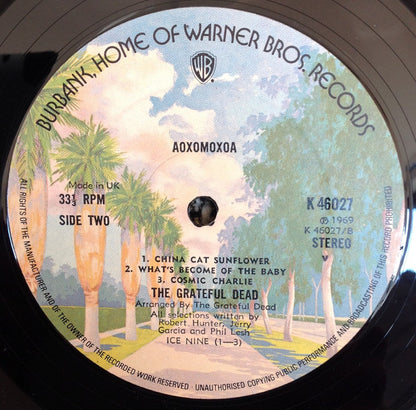 BURBANK, HOME OF WARNER BROS. RECORDS
WB
AOXOMOXOA
Made in UK
33⅓ RPM
SIDE TWO
K 46027
℗ 1969
K 46027/B
STEREO
1. CHINA CAT SUNFLOWER
2. WHAT'S BECOME OF THE BABY
3. COSMIC CHARLIE
THE GRATEFUL DEAD
Arranged By The Grateful Dead
All selections written by
Robert Hunter, Jerry
Garcia and Phil Lesh
ICE NINE (1—3)
ALL RIGHTS OF THE MANUFACTURER AND OF THE OWNER OF THE RECORDED WORK RESERVED · UNAUTHORISED COPYING PUBLIC PERFORMANCE AND BROADCASTING OF THIS RECORD PROHIBITED